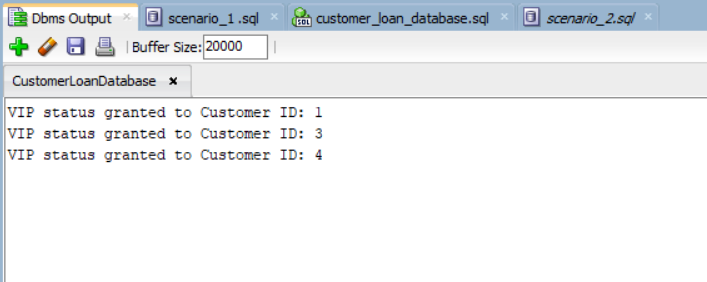 Dbms Output × scenario_1 .sql × customer_loan_database.sql × scenario_2.sql ×
Buffer Size: 20000
CustomerLoanDatabase ×
VIP status granted to Customer ID: 1
VIP status granted to Customer ID: 3
VIP status granted to Customer ID: 4